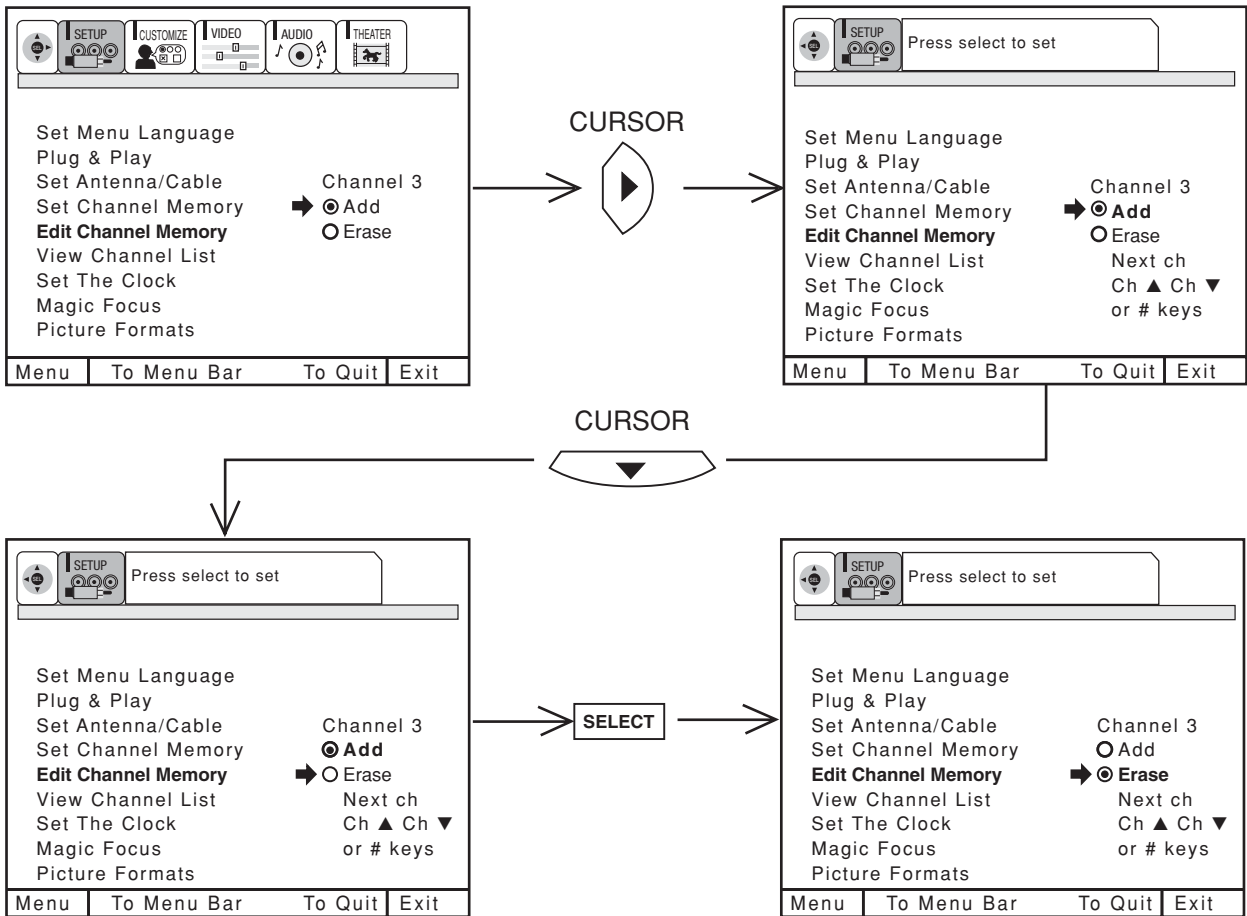 SEL
SETUP
CUSTOMIZE
VIDEO
AUDIO
THEATER
Set Menu Language
Plug & Play
Set Antenna/Cable Channel 3
Set Channel Memory Add
Edit Channel Memory Erase
View Channel List
Set The Clock
Magic Focus
Picture Formats
Menu To Menu Bar To Quit Exit
CURSOR
SEL
SETUP
Press select to set
Set Menu Language
Plug & Play
Set Antenna/Cable Channel 3
Set Channel Memory Add
Edit Channel Memory Erase
View Channel List Next ch
Set The Clock Ch ▲ Ch ▼
Magic Focus or # keys
Picture Formats
Menu To Menu Bar To Quit Exit
CURSOR
SEL
SETUP
Press select to set
Set Menu Language
Plug & Play
Set Antenna/Cable Channel 3
Set Channel Memory Add
Edit Channel Memory Erase
View Channel List Next ch
Set The Clock Ch ▲ Ch ▼
Magic Focus or # keys
Picture Formats
Menu To Menu Bar To Quit Exit
SELECT
SEL
SETUP
Press select to set
Set Menu Language
Plug & Play
Set Antenna/Cable Channel 3
Set Channel Memory Add
Edit Channel Memory Erase
View Channel List Next ch
Set The Clock Ch ▲ Ch ▼
Magic Focus or # keys
Picture Formats
Menu To Menu Bar To Quit Exit